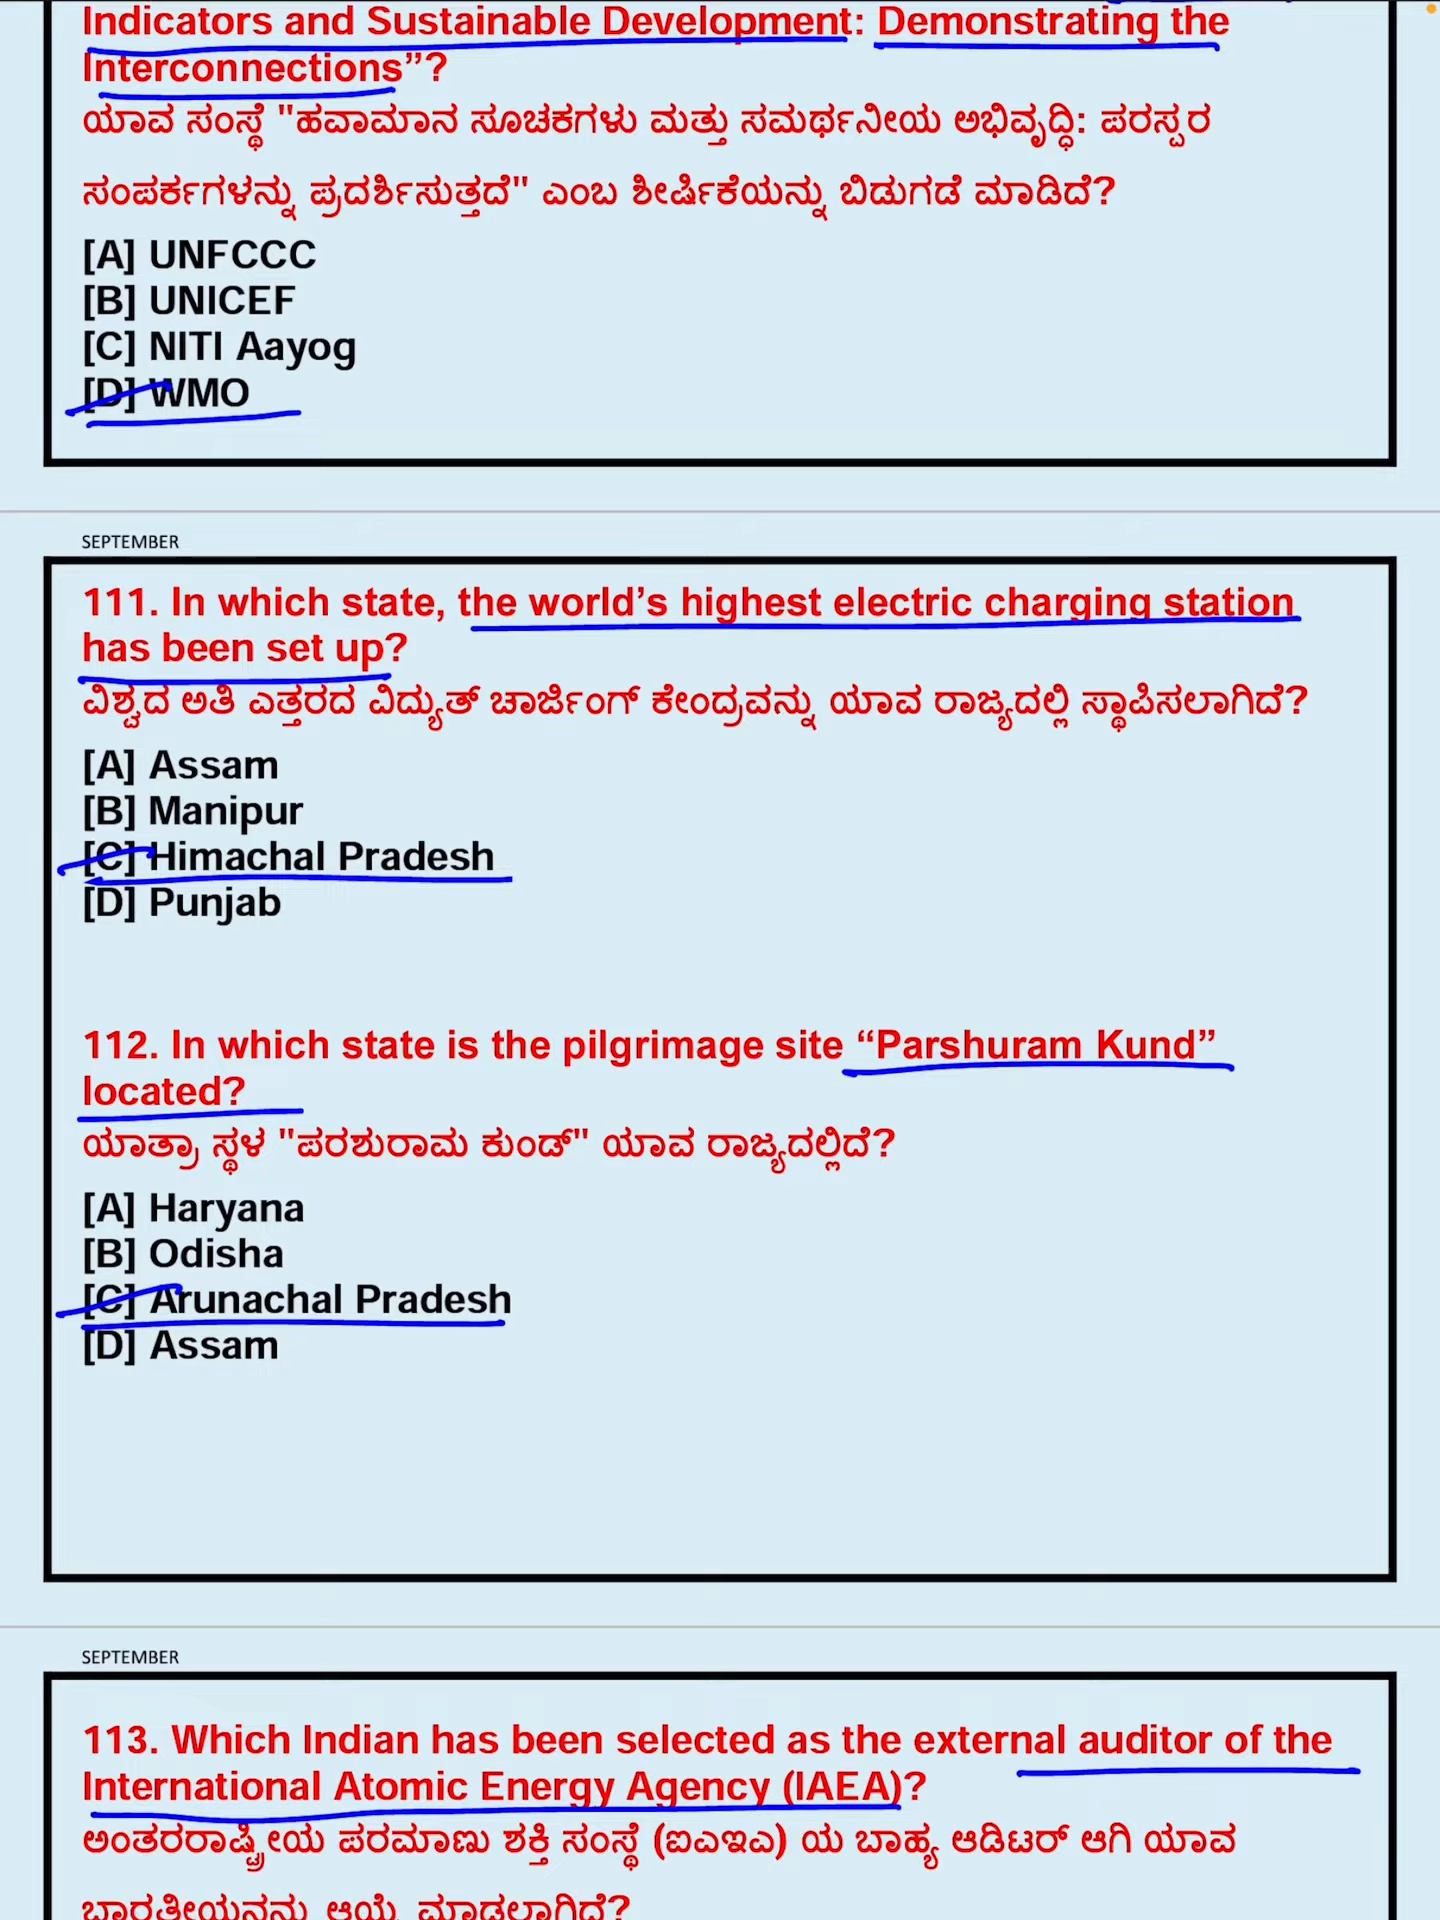 Indicators and Sustainable Development: Demonstrating the
Interconnections”?
ಯಾವ ಸಂಸ್ಥೆ "ಹವಾಮಾನ ಸೂಚಕಗಳು ಮತ್ತು ಸಮರ್ಥನೀಯ ಅಭಿವೃದ್ಧಿ: ಪರಸ್ಪರ
ಸಂಪರ್ಕಗಳನ್ನು ಪ್ರದರ್ಶಿಸುತ್ತದೆ" ಎಂಬ ಶೀರ್ಷಿಕೆಯನ್ನು ಬಿಡುಗಡೆ ಮಾಡಿದೆ?
[A] UNFCCC
[B] UNICEF
[C] NITI Aayog
[D] WMO
SEPTEMBER
111. In which state, the world’s highest electric charging station
has been set up?
ವಿಶ್ವದ ಅತಿ ಎತ್ತರದ ವಿದ್ಯುತ್ ಚಾರ್ಜಿಂಗ್ ಕೇಂದ್ರವನ್ನು ಯಾವ ರಾಜ್ಯದಲ್ಲಿ ಸ್ಥಾಪಿಸಲಾಗಿದೆ?
[A] Assam
[B] Manipur
[C] Himachal Pradesh
[D] Punjab
112. In which state is the pilgrimage site “Parshuram Kund”
located?
ಯಾತ್ರಾ ಸ್ಥಳ "ಪರಶುರಾಮ ಕುಂಡ್" ಯಾವ ರಾಜ್ಯದಲ್ಲಿದೆ?
[A] Haryana
[B] Odisha
[C] Arunachal Pradesh
[D] Assam
SEPTEMBER
113. Which Indian has been selected as the external auditor of the
International Atomic Energy Agency (IAEA)?
ಅಂತರರಾಷ್ಟ್ರೀಯ ಪರಮಾಣು ಶಕ್ತಿ ಸಂಸ್ಥೆ (ಐಎಇಎ) ಯ ಬಾಹ್ಯ ಆಡಿಟರ್ ಆಗಿ ಯಾವ
ಭಾರತೀಯನನ್ನು ಆಯ್ಕೆ ಮಾಡಲಾಗಿದೆ?